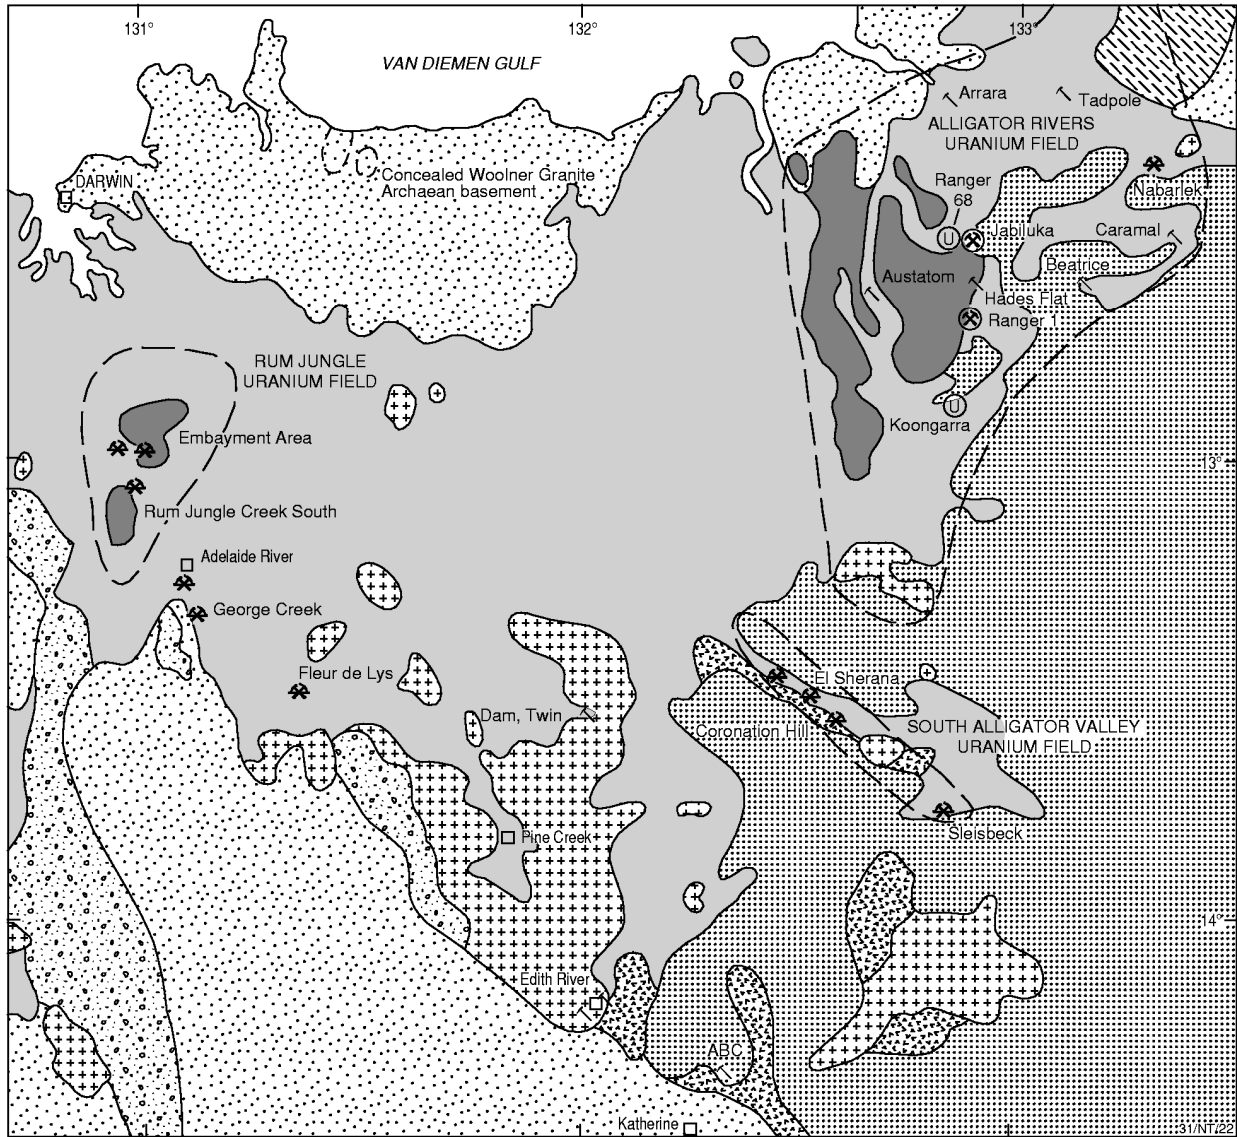 131°
132°
133°
VAN DIEMEN GULF
Arrara
Tadpole
ALLIGATOR RIVERS
URANIUM FIELD
Concealed Woolner Granite
Archaean basement
DARWIN
Ranger
68
Nabarlek
U
Jabiluka
Caramal
Beatrice
Austatom
Hades Flat
Ranger 1
RUM JUNGLE
URANIUM FIELD
U
Koongarra
Embayment Area
13°
Rum Jungle Creek South
Adelaide River
George Creek
Fleur de Lys
El Sherana
Dam, Twin
Coronation Hill
SOUTH ALLIGATOR VALLEY
URANIUM FIELD
Pine Creek
Sleisbeck
14°
Edith River
ABC
Katherine
31/NT/22